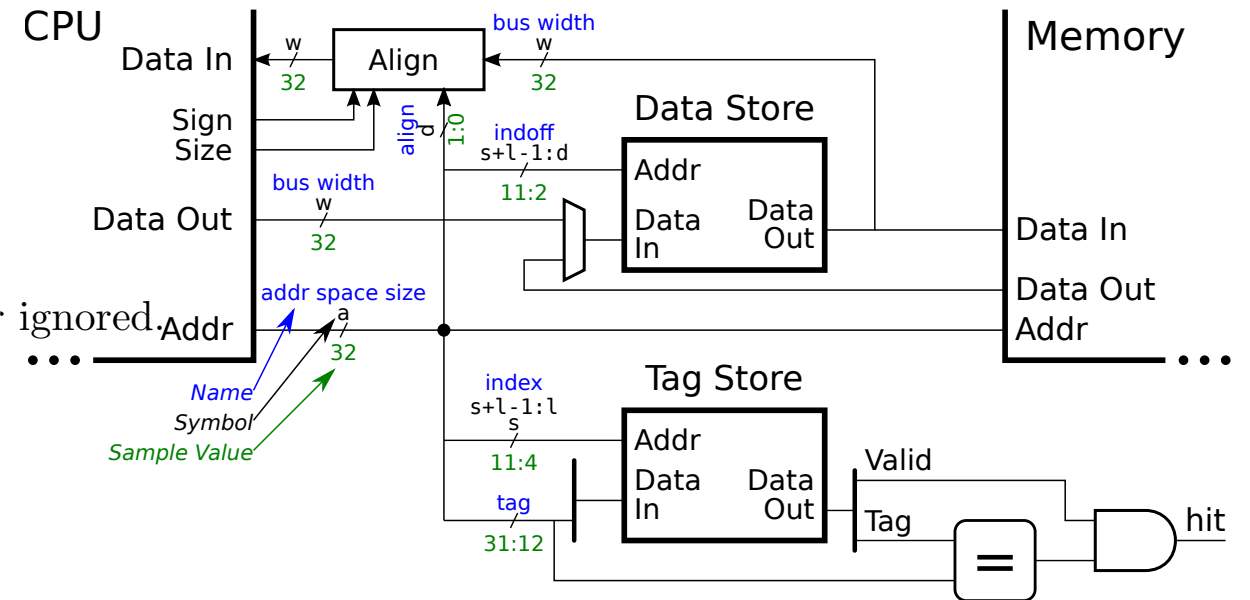 CPU
Memory
bus width
w
w
Data In
Align
32
32
Sign
Size
align
d
1:0
Data Store
indoff
s+l-1:d
Addr
11:2
bus width
w
Data Out
32
Data
In
Data
Out
Data In
Data Out
addr space size
r ignored.
a
Addr
32
Addr
Name
Symbol
Sample Value
Tag Store
index
s+l-1:l
s
Addr
11:4
Data
In
Data
Out
Valid
tag
31:12
Tag
=
hit